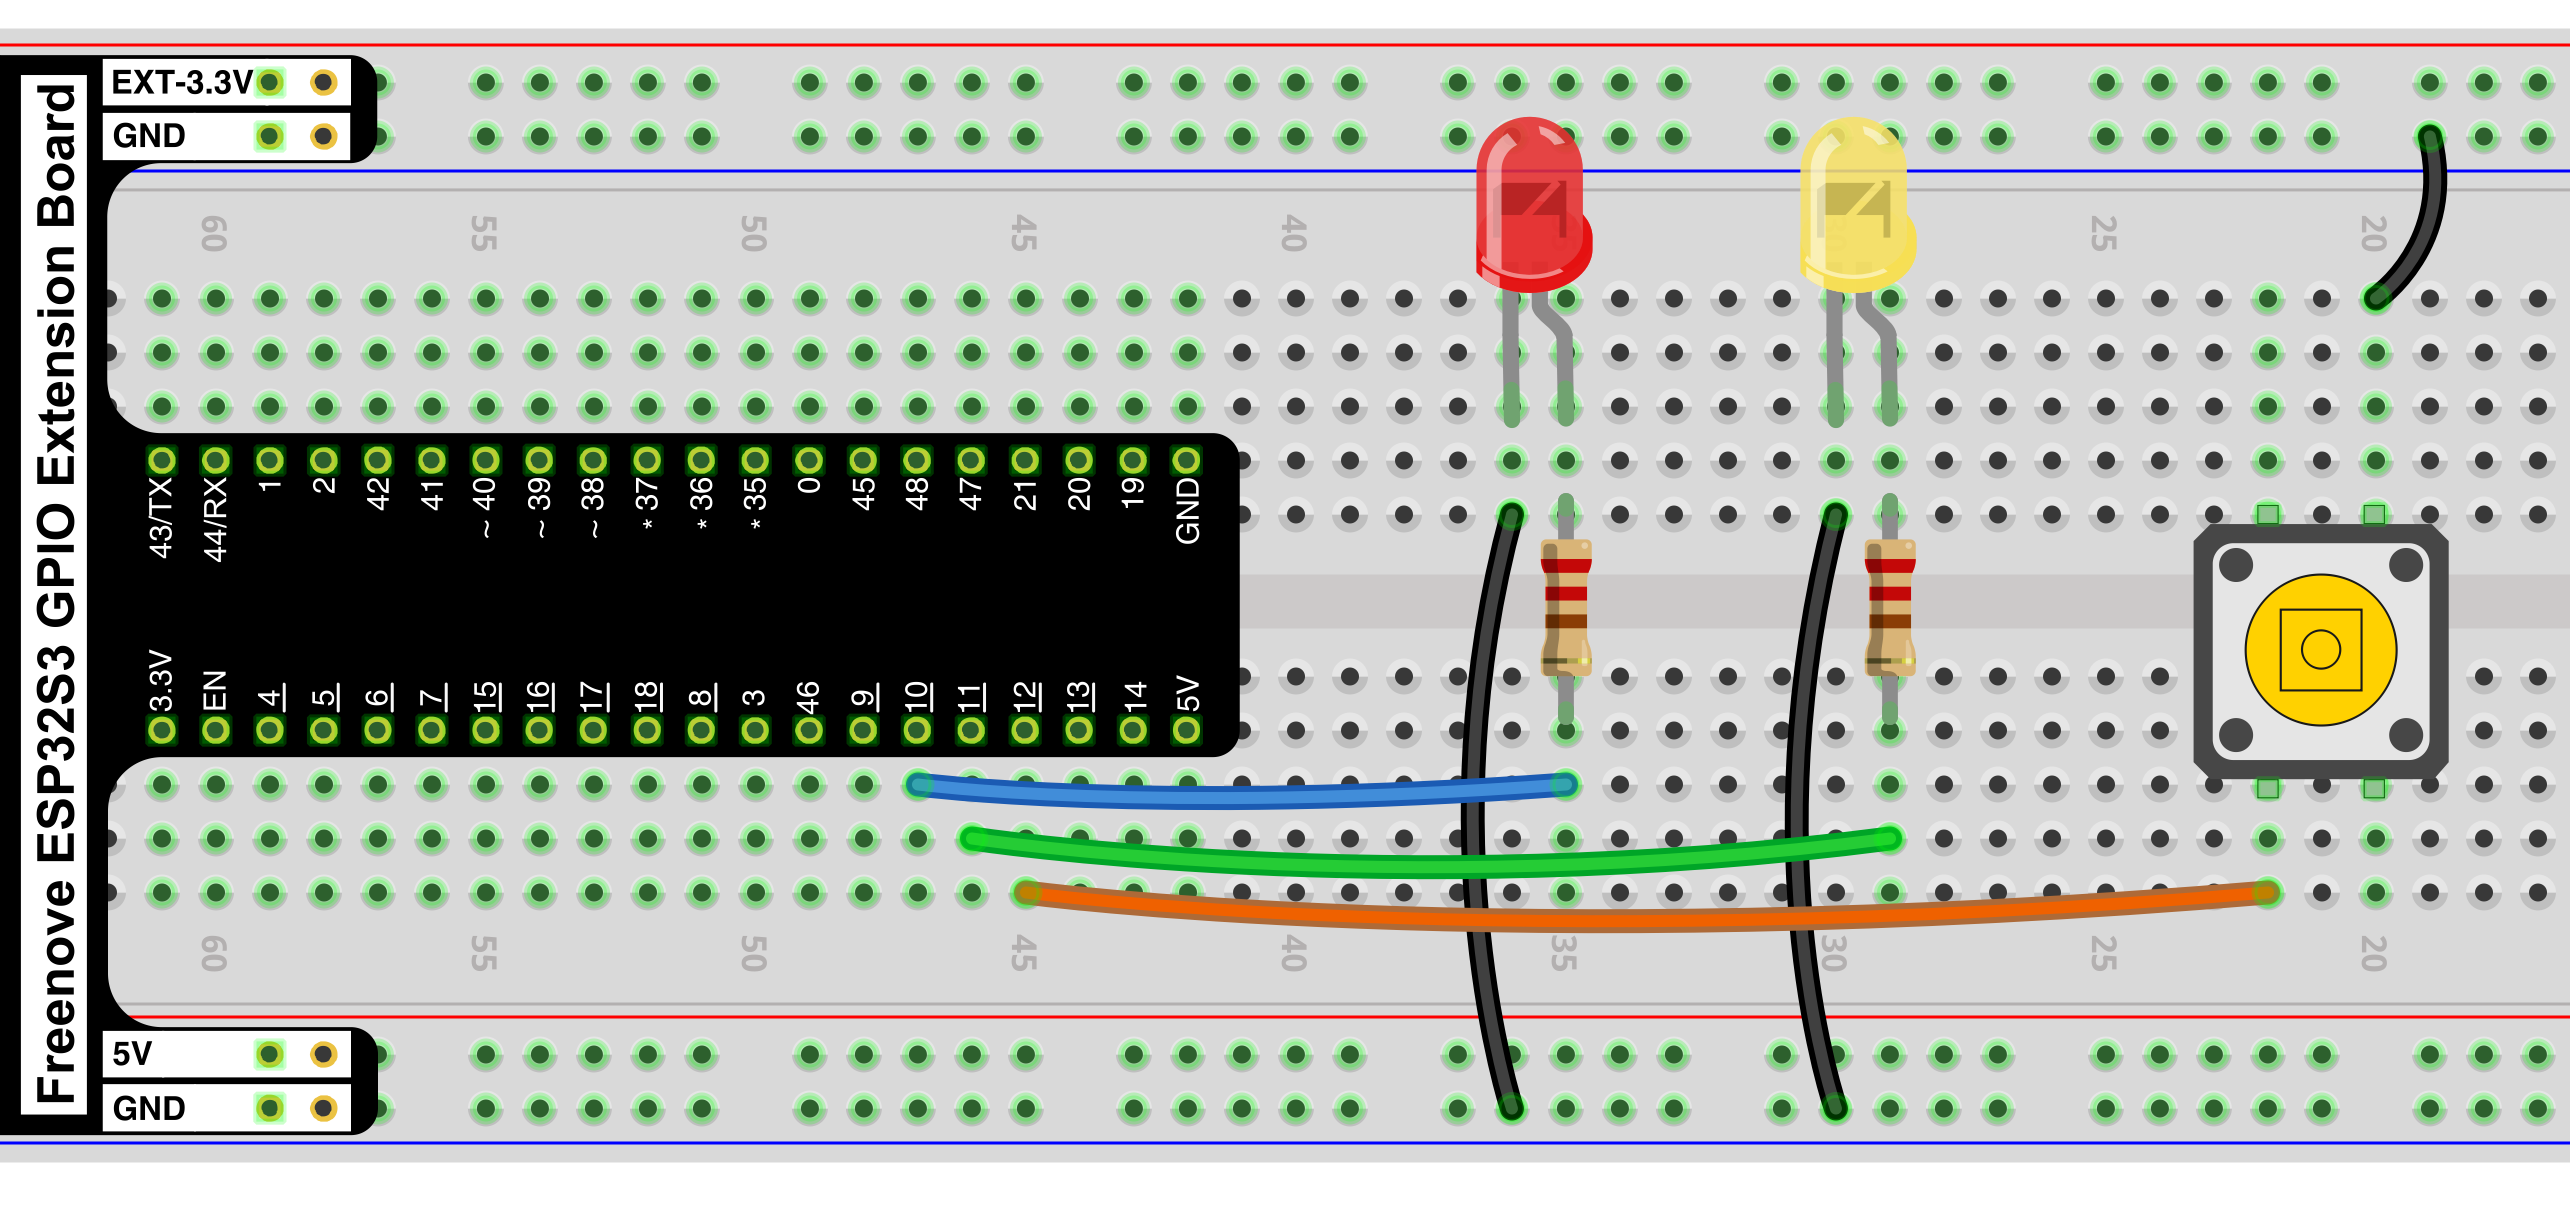 Freenove ESP32S3 GPIO Extension Board
EXT-3.3V
GND
60 55 50 45 40 35 30 25 20
43/TX 44/RX 1 2 42 41 ~40 ~39 ~38 *37 *36 *35 0 45 48 47 21 20 19 GND
3.3V EN 4 5 6 7 15 16 17 18 8 3 46 9 10 11 12 13 14 5V
60 55 50 45 40 35 30 25 20
5V
GND